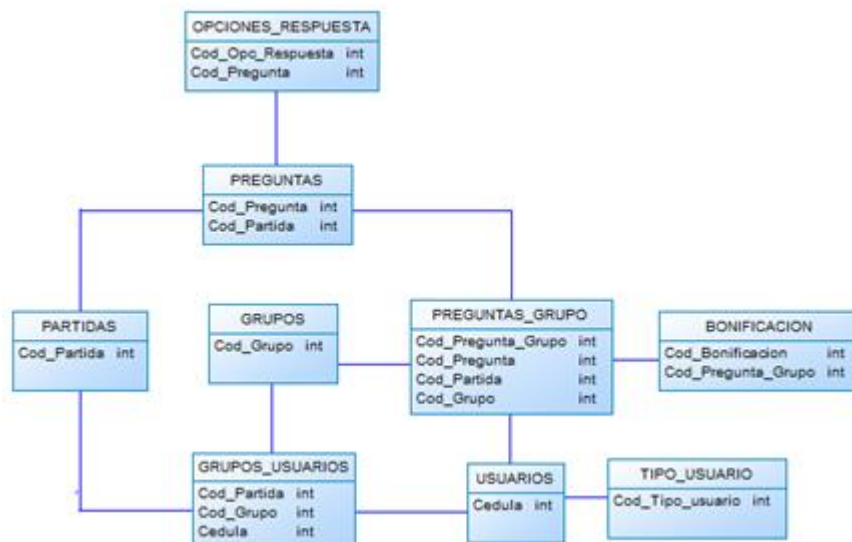 OPCIONES_RESPUESTA
Cod_Opc_Respuesta int
Cod_Pregunta int
PREGUNTAS
Cod_Pregunta int
Cod_Partida int
PARTIDAS
Cod_Partida int
GRUPOS
Cod_Grupo int
PREGUNTAS_GRUPO
Cod_Pregunta_Grupo int
Cod_Pregunta int
Cod_Partida int
Cod_Grupo int
BONIFICACION
Cod_Bonificacion int
Cod_Pregunta_Grupo int
GRUPOS_USUARIOS
Cod_Partida int
Cod_Grupo int
Cedula int
USUARIOS
Cedula int
TIPO_USUARIO
Cod_Tipo_usuario int